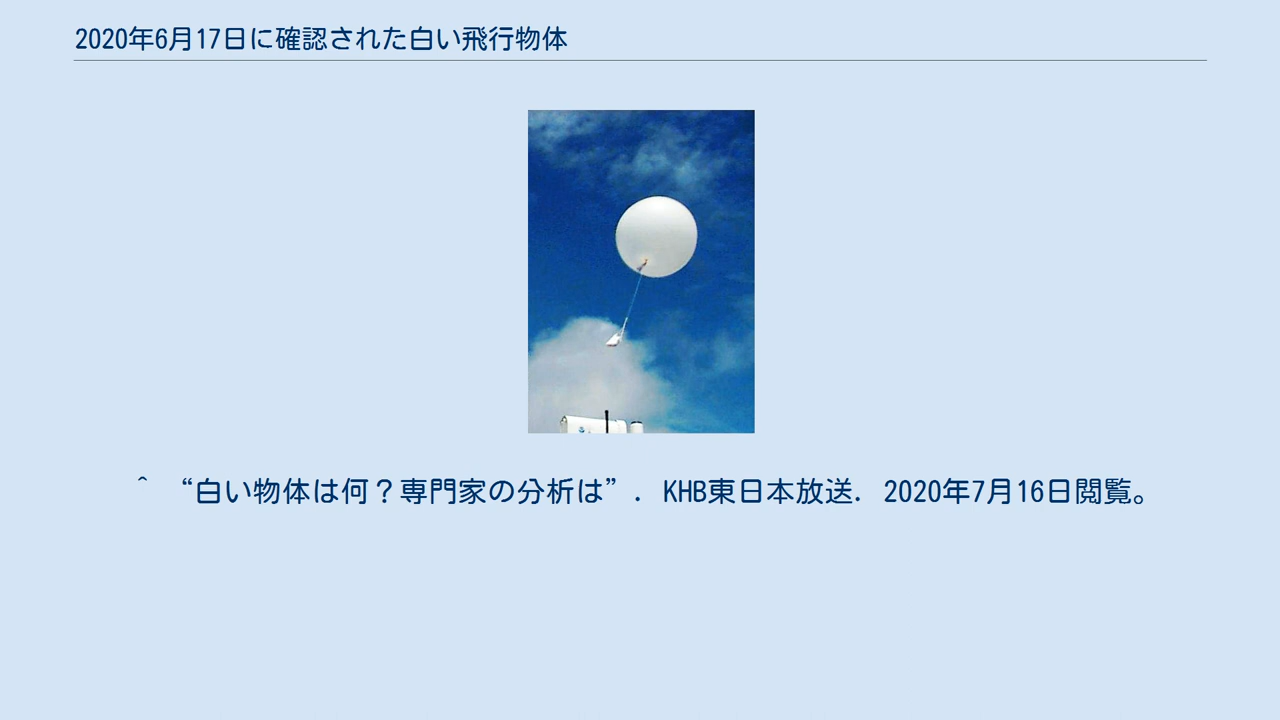 2020年6月17日に確認された白い飛行物体
^ “白い物体は何？専門家の分析は”. KHB東日本放送. 2020年7月16日閲覧。